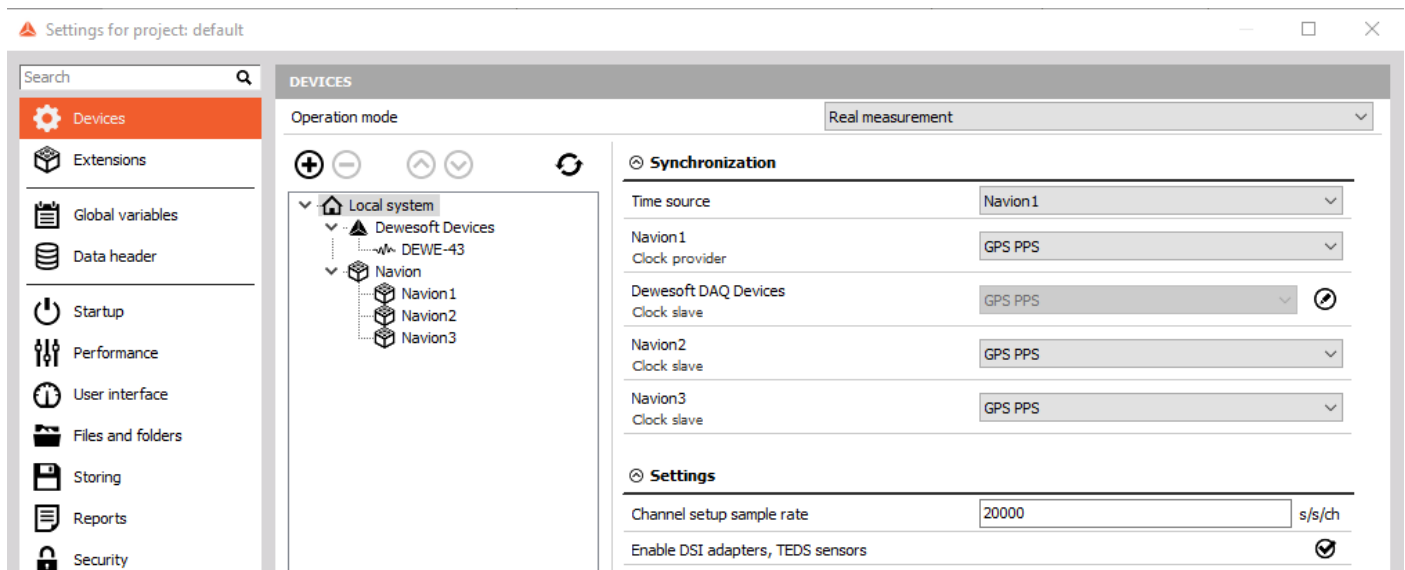 Settings for project: default
Search
Devices
Extensions
Global variables
Data header
Startup
Performance
User interface
Files and folders
Storing
Reports
Security
DEVICES
Operation mode
Real measurement
Local system
Dewesoft Devices
DEWE-43
Navion
Navion1
Navion2
Navion3
Synchronization
Time source
Navion1
Navion1
Clock provider
GPS PPS
Dewesoft DAQ Devices
Clock slave
GPS PPS
Navion2
Clock slave
GPS PPS
Navion3
Clock slave
GPS PPS
Settings
Channel setup sample rate
20000
s/s/ch
Enable DSI adapters, TEDS sensors